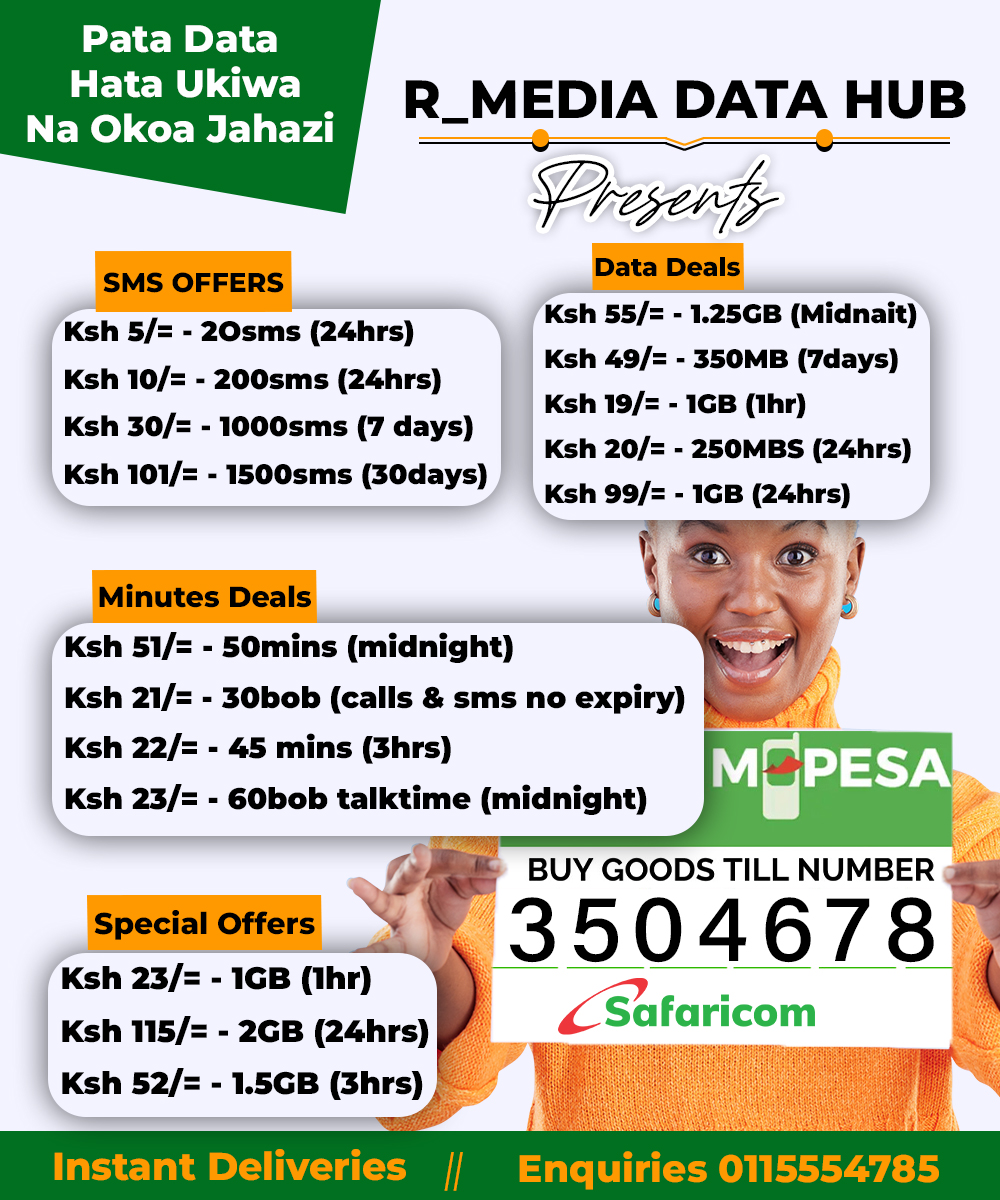 Pata Data
Hata Ukiwa
Na Okoa Jahazi
R_MEDIA DATA HUB
Presents
SMS OFFERS
Ksh 5/= - 2Osms (24hrs)
Ksh 10/= - 200sms (24hrs)
Ksh 30/= - 1000sms (7 days)
Ksh 101/= - 1500sms (30days)
Data Deals
Ksh 55/= - 1.25GB (Midnait)
Ksh 49/= - 350MB (7days)
Ksh 19/= - 1GB (1hr)
Ksh 20/= - 250MBS (24hrs)
Ksh 99/= - 1GB (24hrs)
Minutes Deals
Ksh 51/= - 50mins (midnight)
Ksh 21/= - 30bob (calls & sms no expiry)
Ksh 22/= - 45 mins (3hrs)
Ksh 23/= - 60bob talktime (midnight)
M PESA
BUY GOODS TILL NUMBER
3504678
Safaricom
Special Offers
Ksh 23/= - 1GB (1hr)
Ksh 115/= - 2GB (24hrs)
Ksh 52/= - 1.5GB (3hrs)
Instant Deliveries // Enquiries 0115554785